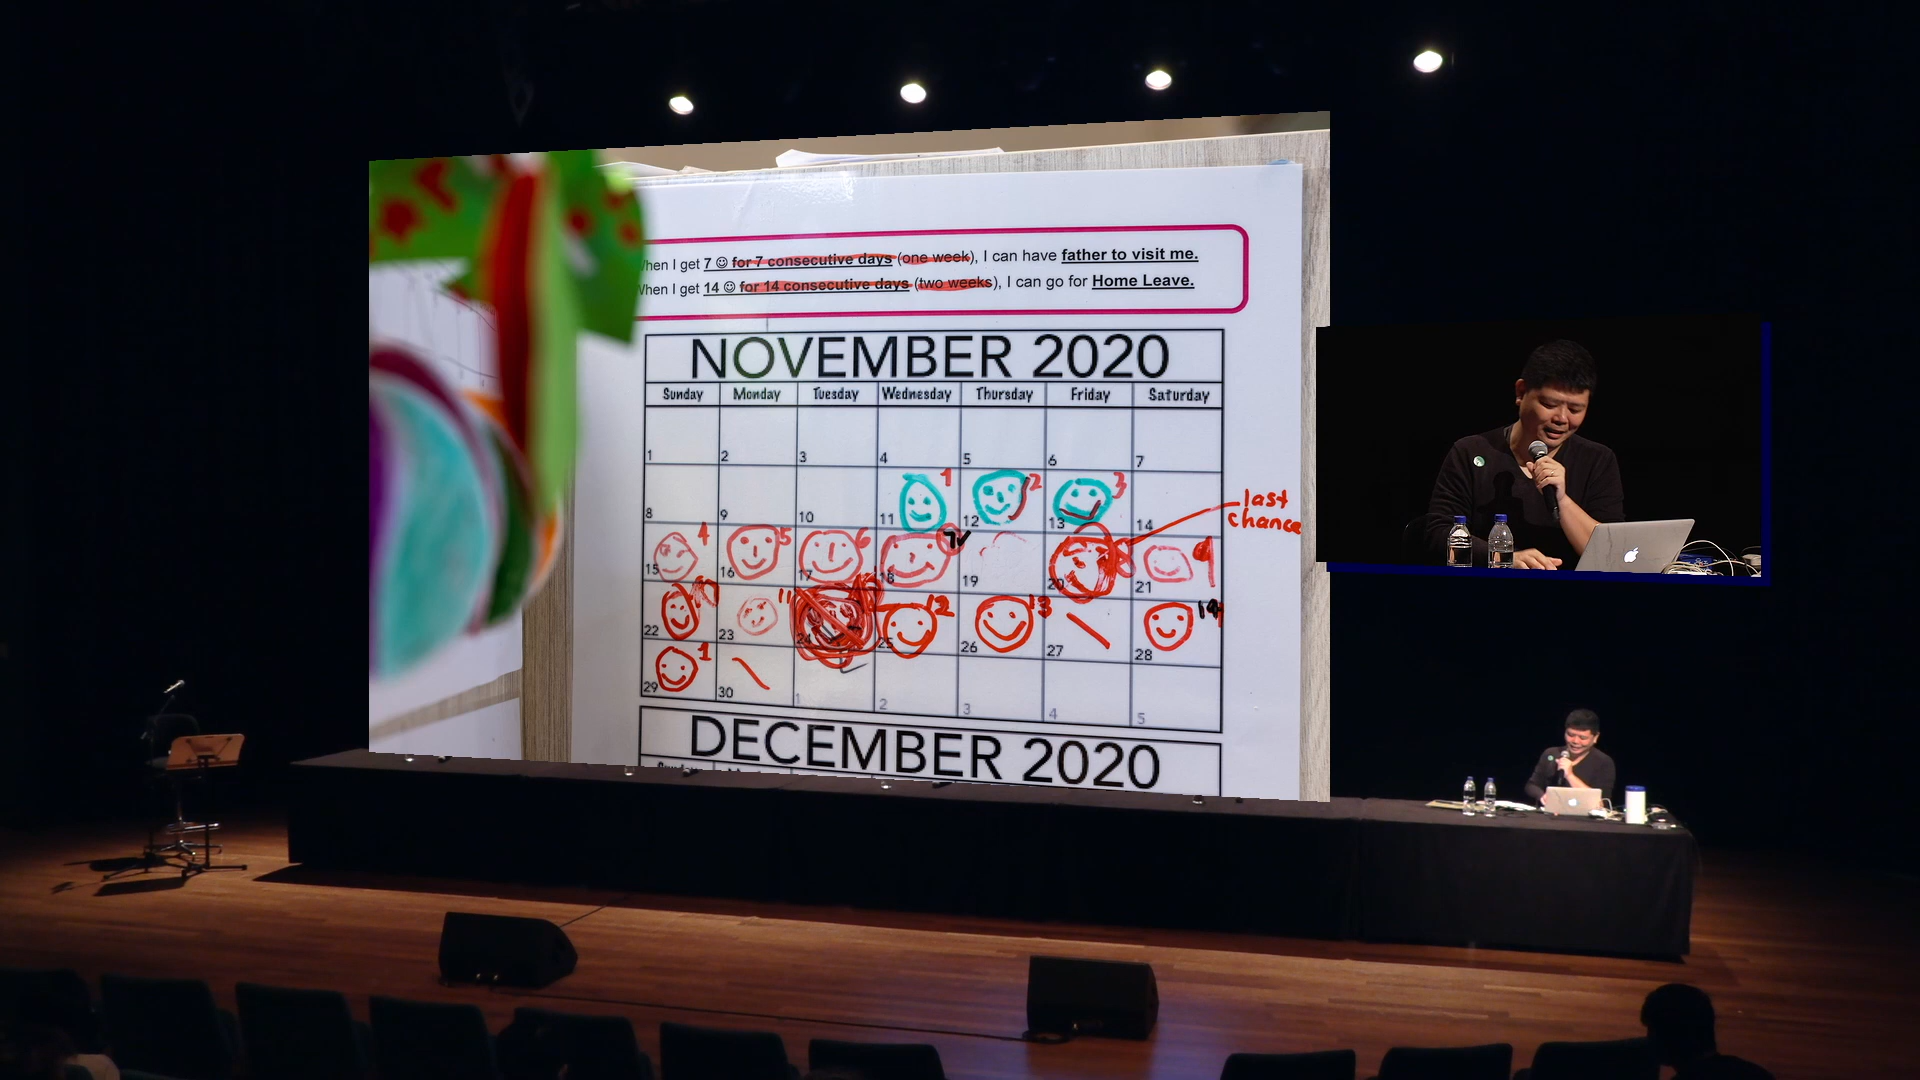 hen I get 7 ☺ for 7 consecutive days (one week), I can have father to visit me.
hen I get 14 ☺ for 14 consecutive days (two weeks), I can go for Home Leave.
NOVEMBER 2020
Sunday Monday Tuesday Wednesday Thursday Friday Saturday
1 2 3 4 5 6 7
1 2 3
8 9 10 11 12 13 14
last
chance
4 5 6 7
15 16 17 18 19 20 21
9
10 11 12 13 14
22 23 24 25 26 27 28
1
29 30 1 2 3 4 5
DECEMBER 2020